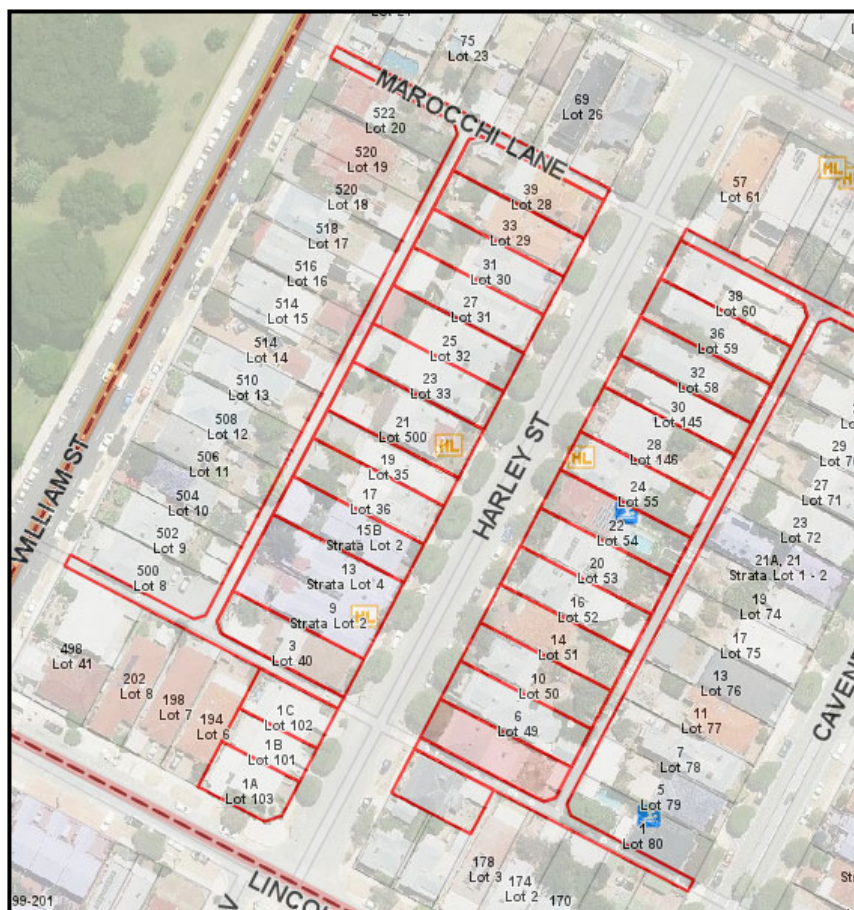 75
Lot 23
MAROCCHI LANE
69
Lot 26
522
Lot 20
520
Lot 19
520
Lot 18
518
Lot 17
516
Lot 16
514
Lot 15
514
Lot 14
510
Lot 13
508
Lot 12
506
Lot 11
504
Lot 10
502
Lot 9
500
Lot 8
WILLIAM ST
39
Lot 28
33
Lot 29
31
Lot 30
27
Lot 31
25
Lot 32
23
Lot 33
21
Lot 500
HL
19
Lot 35
17
Lot 36
15B
Strata Lot 2
13
Strata Lot 4
9
Strata Lot 2
HL
3
Lot 40
HARLEY ST
57
Lot 61
HL
38
Lot 60
36
Lot 59
32
Lot 58
30
Lot 145
28
Lot 146
HL
24
Lot 55
22
Lot 54
20
Lot 53
16
Lot 52
14
Lot 51
10
Lot 50
6
Lot 49
29
27
Lot 71
23
Lot 72
21A, 21
Strata Lot 1 - 2
19
Lot 74
17
Lot 75
13
Lot 76
11
Lot 77
7
Lot 78
5
Lot 79
1
Lot 80
498
Lot 41
202
Lot 8
198
Lot 7
194
Lot 6
1C
Lot 102
1B
Lot 101
1A
Lot 103
178
Lot 3
174
Lot 2
170
99-201